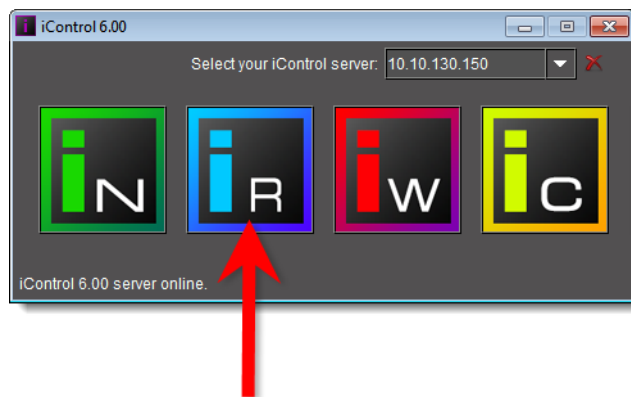 iControl 6.00
Select your iControl server: 10.10.130.150
iN iR iW iC
iControl 6.00 server online.